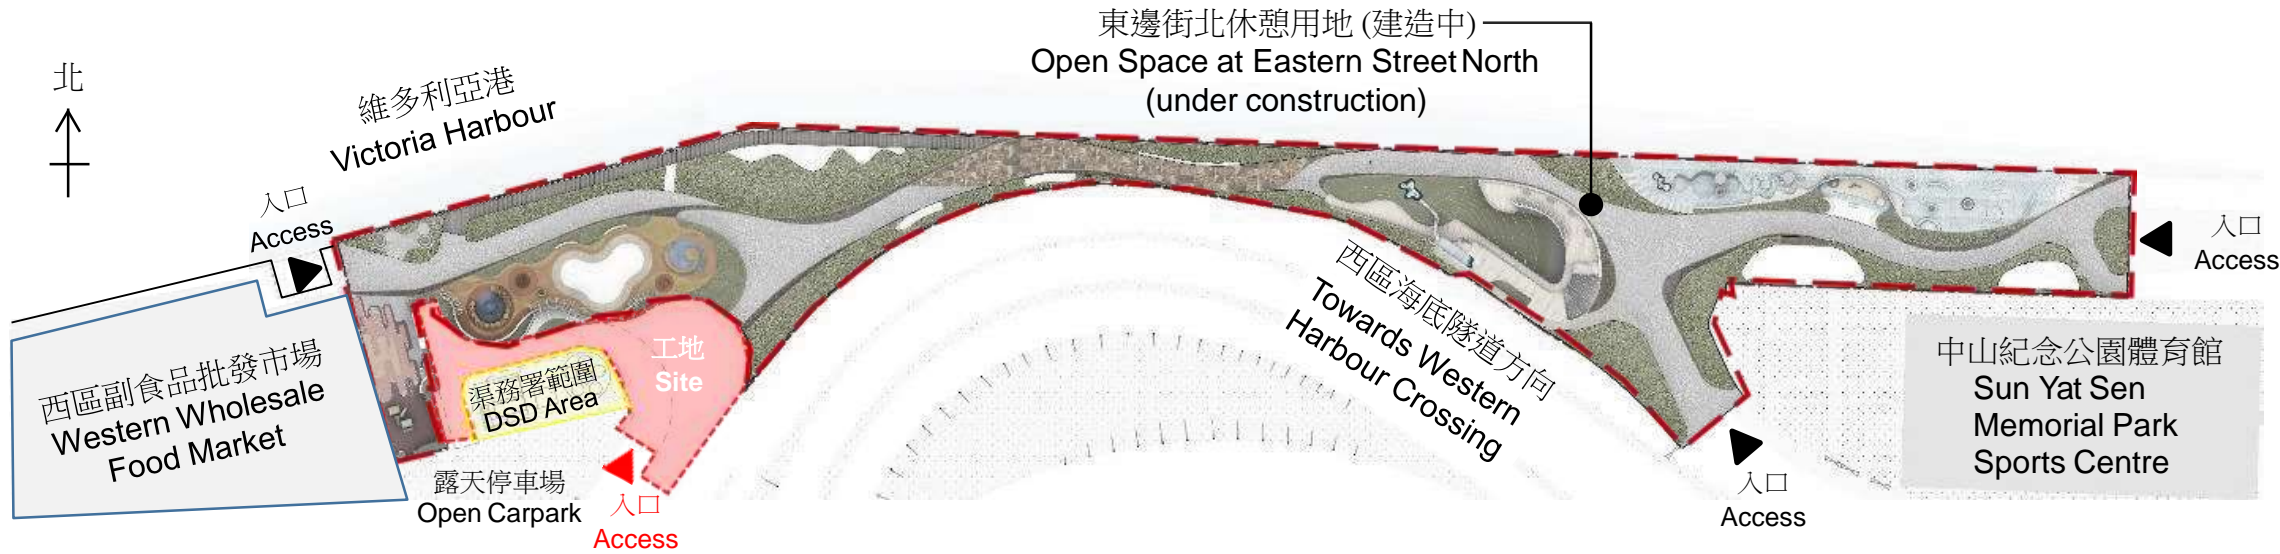 東邊街北休憩用地 (建造中)
Open Space at Eastern Street North
(under construction)
北
維多利亞港
Victoria Harbour
入口
Access
入口
Access
西區海底隧道方向
Towards Western
Harbour Crossing
工地
Site
渠務署範圍
DSD Area
西區副食品批發市場
Western Wholesale
Food Market
中山紀念公園體育館
Sun Yat Sen
Memorial Park
Sports Centre
露天停車場
Open Carpark
入口
Access
入口
Access